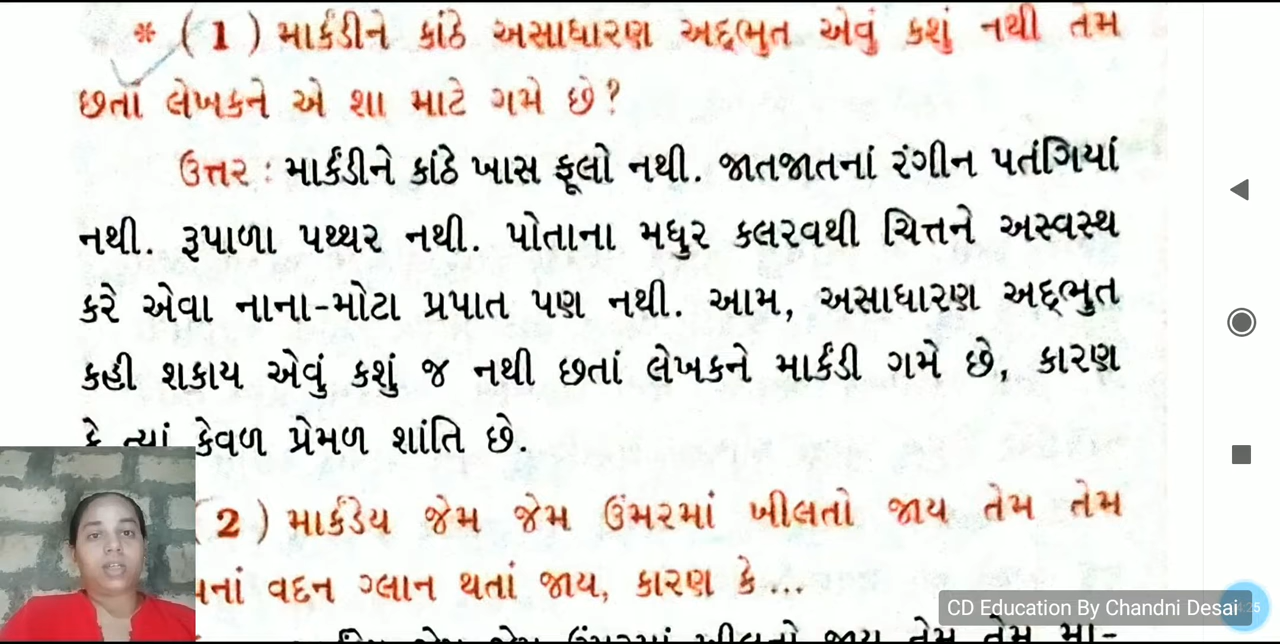 * (1) માર્કંડીને કાંઠે અસાધારણ અદ્ભુત એવું કશું નથી તેમ
છતાં લેખકને એ શા માટે ગમે છે?
ઉત્તર : માર્કંડીને કાંઠે ખાસ ફૂલો નથી. જાતજાતનાં રંગીન પતંગિયાં
નથી. રૂપાળા પથ્થર નથી. પોતાના મધુર કલરવથી ચિત્તને અસ્વસ્થ
કરે એવા નાના-મોટા પ્રપાત પણ નથી. આમ, અસાધારણ અદ્ભુત
કહી શકાય એવું કશું જ નથી છતાં લેખકને માર્કંડી ગમે છે, કારણ
કે ત્યાં કેવળ પ્રેમળ શાંતિ છે.
(2) માર્કંડેય જેમ જેમ ઉંમરમાં ખીલતો જાય તેમ તેમ
વદન ગ્લાન થતાં જાય, કારણ કે...
જેમ જેમ ઉંમરમાં ખીલતો જાય તેમ તેમ
CD Education By Chandni Desai